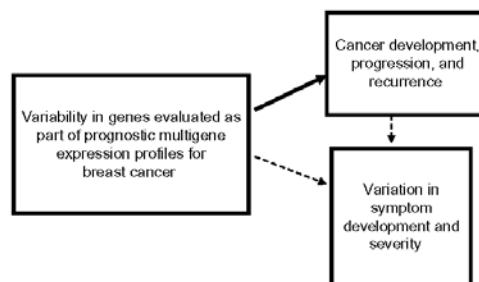 Cancer development,
progression, and
recurrence
Variability in genes evaluated as
part of prognostic multigene
expression profiles for
breast cancer
Variation in
symptom
development and
severity